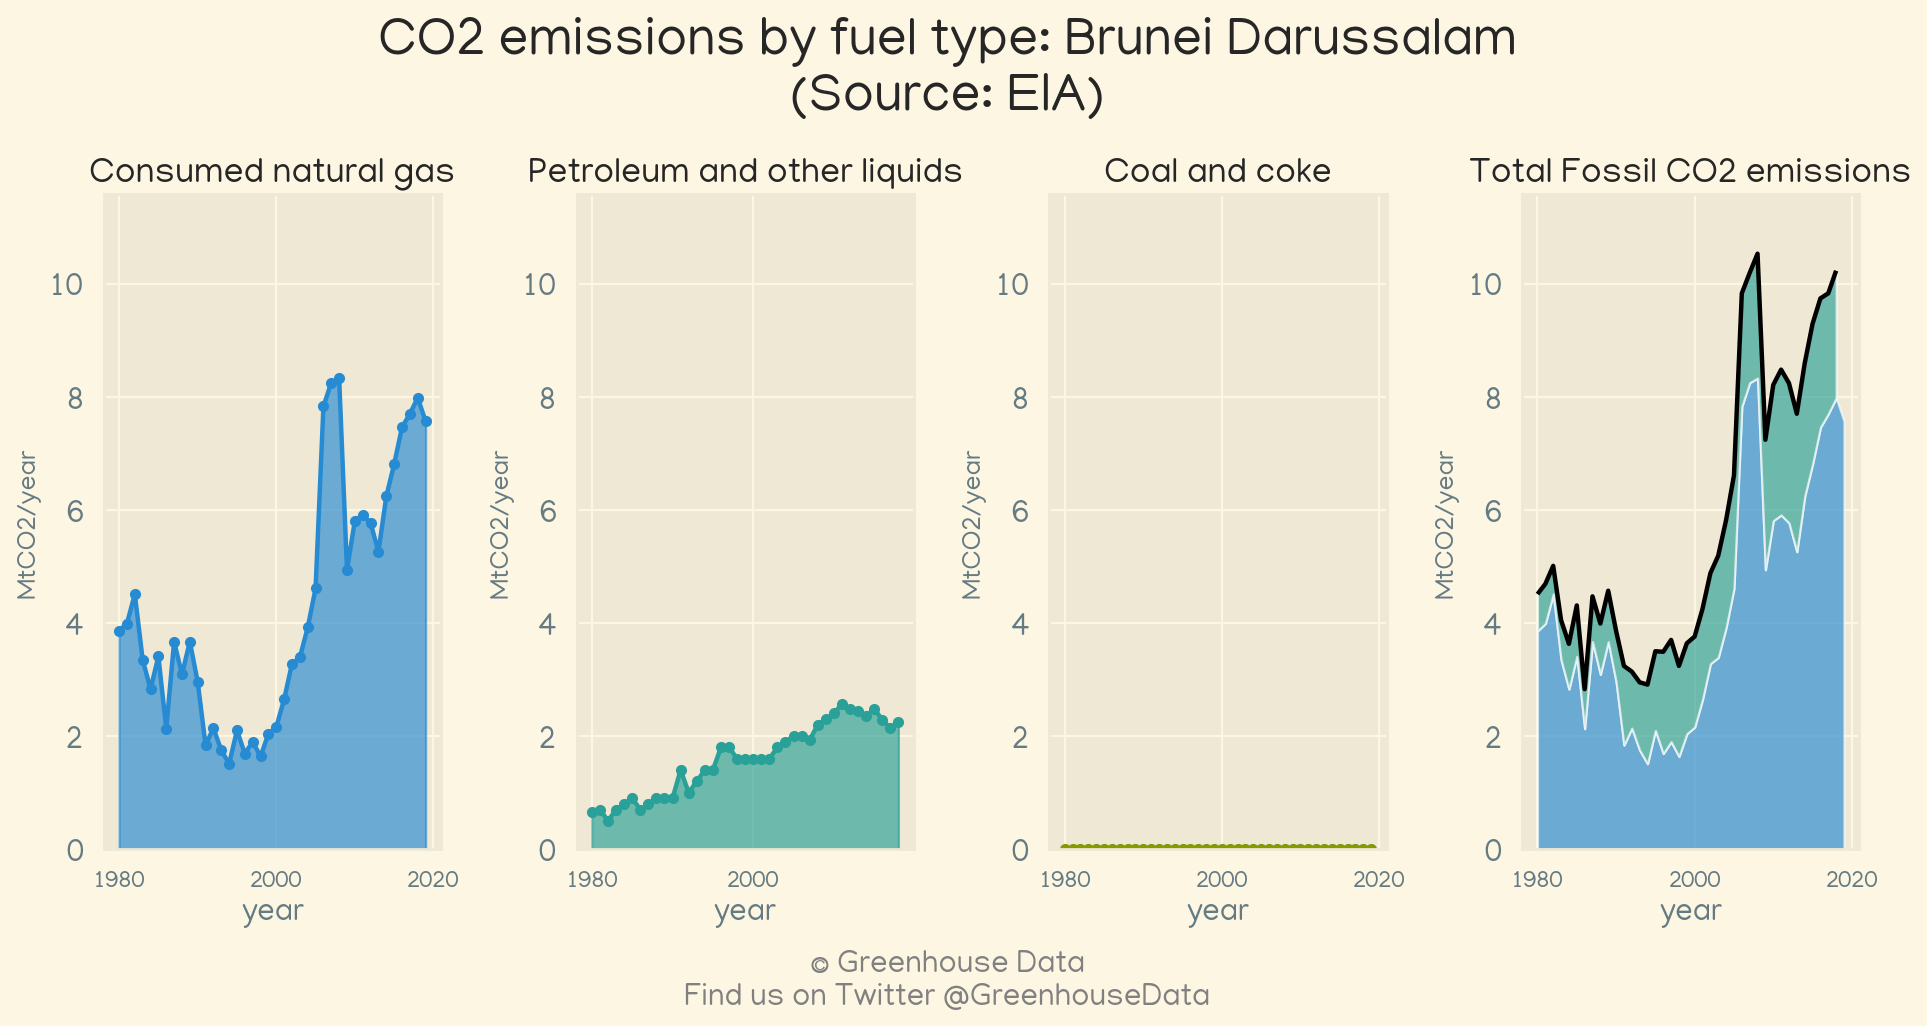 CO2 emissions by fuel type: Brunei Darussalam
(Source: EIA)
Consumed natural gas
Petroleum and other liquids
Coal and coke
Total Fossil CO2 emissions
MtCO2/year
10
8
6
4
2
0
1980
2000
2020
year
MtCO2/year
10
8
6
4
2
0
1980
2000
year
MtCO2/year
10
8
6
4
2
0
1980
2000
2020
year
MtCO2/year
10
8
6
4
2
0
1980
2000
2020
year
© Greenhouse Data
Find us on Twitter @GreenhouseData